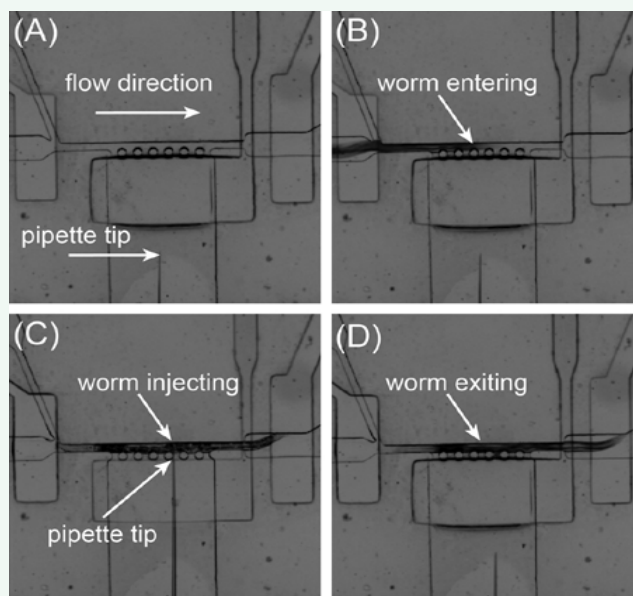 (A)
flow direction
pipette tip
(B)
worm entering
(C)
worm injecting
pipette tip
(D)
worm exiting